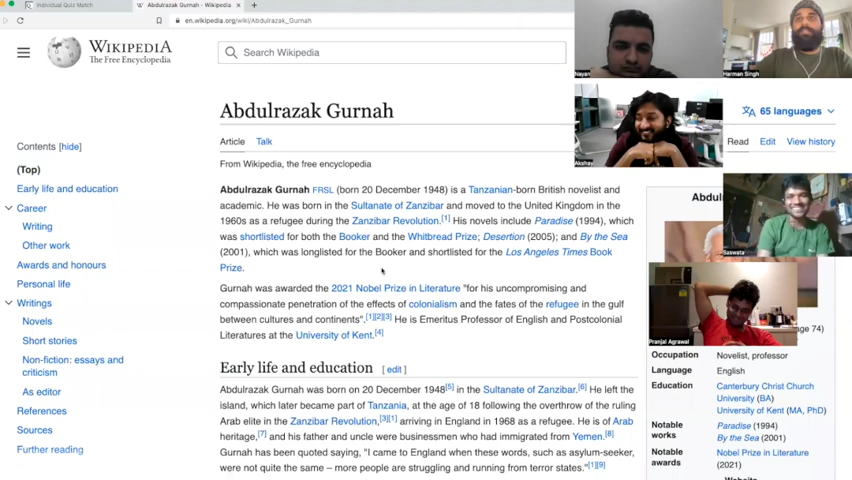 Individual Quiz Match
Abdulrazak Gurnah - Wikipedia
en.wikipedia.org/wiki/Abdulrazak_Gurnah
WIKIPEDIA
The Free Encyclopedia
Search Wikipedia
Nayan
Harman Singh
Akshay
Saswata
Pranjal Agrawal
Abdulrazak Gurnah
65 languages
Article Talk
Read Edit View history
From Wikipedia, the free encyclopedia
Contents [hide]
(Top)
Early life and education
Career
Writing
Other work
Awards and honours
Personal life
Writings
Novels
Short stories
Non-fiction: essays and
criticism
As editor
References
Sources
Further reading
Abdulrazak Gurnah FRSL (born 20 December 1948) is a Tanzanian-born British novelist and
academic. He was born in the Sultanate of Zanzibar and moved to the United Kingdom in the
1960s as a refugee during the Zanzibar Revolution.[1] His novels include Paradise (1994), which
was shortlisted for both the Booker and the Whitbread Prize; Desertion (2005); and By the Sea
(2001), which was longlisted for the Booker and shortlisted for the Los Angeles Times Book
Prize.
Gurnah was awarded the 2021 Nobel Prize in Literature "for his uncompromising and
compassionate penetration of the effects of colonialism and the fates of the refugee in the gulf
between cultures and continents".[1][2][3] He is Emeritus Professor of English and Postcolonial
Literatures at the University of Kent.[4]
Early life and education [ edit ]
Abdulrazak Gurnah was born on 20 December 1948[5] in the Sultanate of Zanzibar.[6] He left the
island, which later became part of Tanzania, at the age of 18 following the overthrow of the ruling
Arab elite in the Zanzibar Revolution,[3][1] arriving in England in 1968 as a refugee. He is of Arab
heritage,[7] and his father and uncle were businessmen who had immigrated from Yemen.[8]
Gurnah has been quoted saying, "I came to England when these words, such as asylum-seeker,
were not quite the same – more people are struggling and running from terror states."[1][9]
Abdul
age 74)
Occupation Novelist, professor
Language English
Education Canterbury Christ Church
University (BA)
University of Kent (MA, PhD)
Notable Paradise (1994)
works By the Sea (2001)
Notable Nobel Prize in Literature
awards (2021)
Website